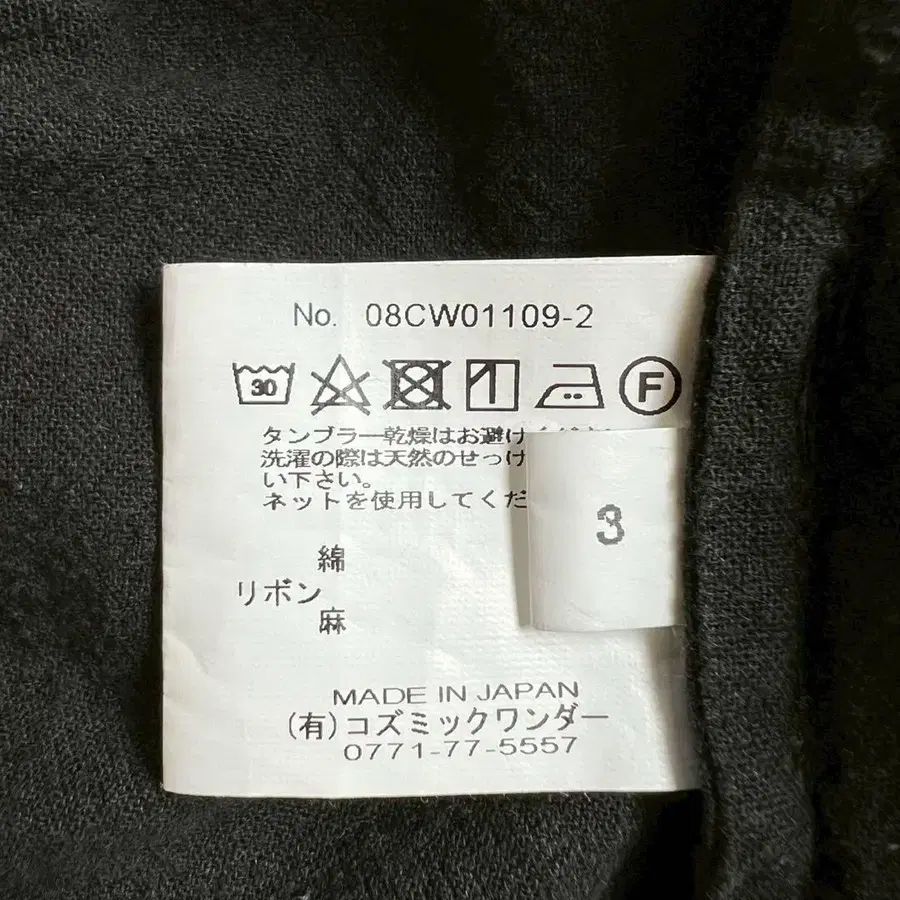 No. 08CW01109-2
30 F
タンブラー乾燥はお避け
洗濯の際は天然のせっけ
い下さい。
ネットを使用してくだ
3
綿
リボン
麻
MADE IN JAPAN
(有)コズミックワンダー
0771-77-5557